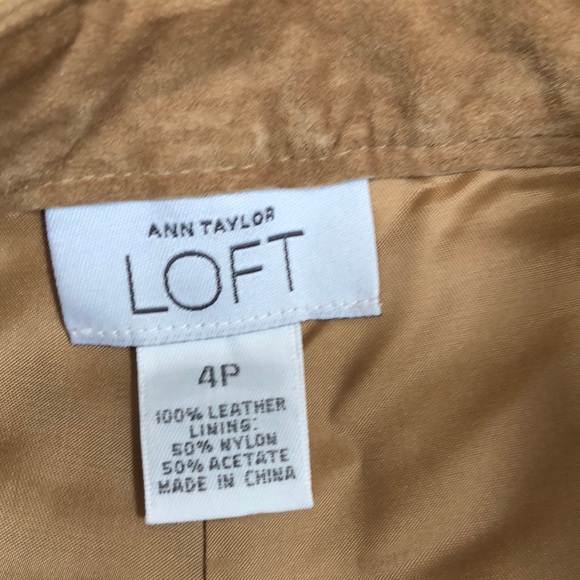 ANN TAYLOR
LOFT
4P
100% LEATHER
LINING:
50% NYLON
50% ACETATE
MADE IN CHINA